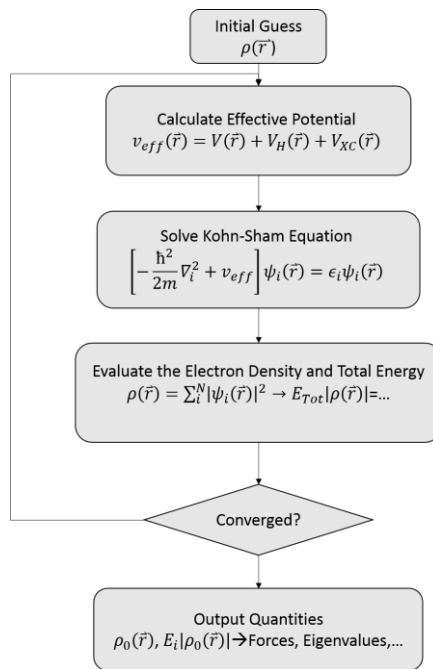 Initial Guess
ρ(r⃗)
Calculate Effective Potential
v_eff(r⃗) = V(r⃗) + V_H(r⃗) + V_XC(r⃗)
Solve Kohn-Sham Equation
[−ħ²/2m ∇ᵢ² + v_eff] ψᵢ(r⃗) = ϵᵢψᵢ(r⃗)
Evaluate the Electron Density and Total Energy
ρ(r⃗) = ∑ᵢᴺ|ψᵢ(r⃗)|² → E_Tot|ρ(r⃗)|=...
Converged?
Output Quantities
ρ₀(r⃗), Eᵢ|ρ₀(r⃗)|→Forces, Eigenvalues,...